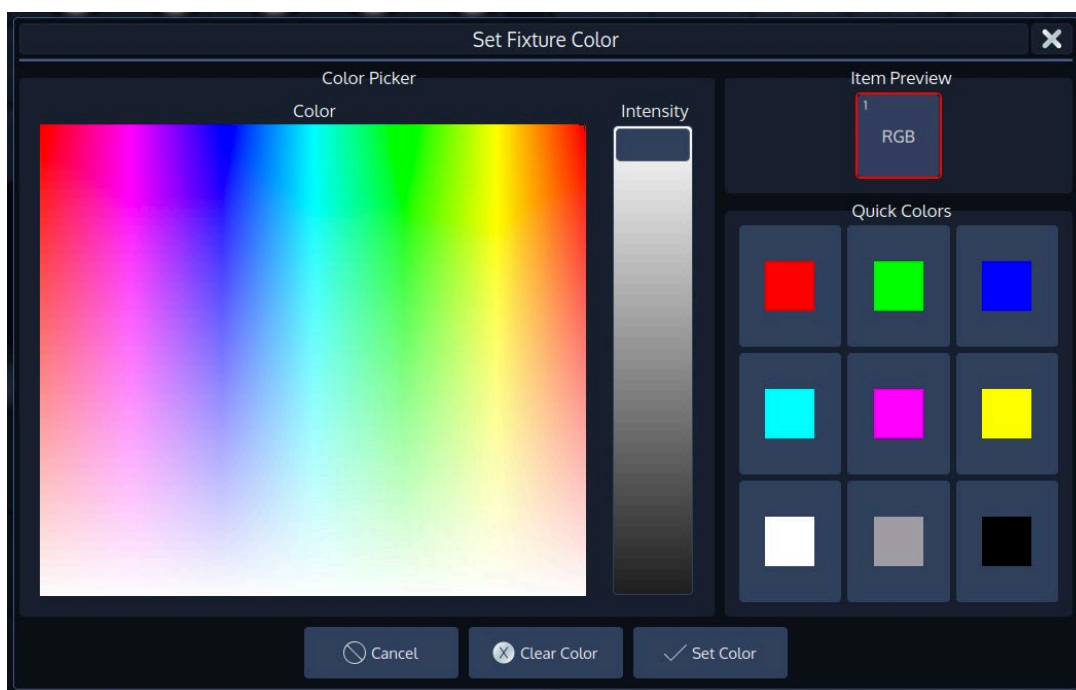 Set Fixture Color
Color Picker
Color
Intensity
Item Preview
1
RGB
Quick Colors
Cancel
X Clear Color
Set Color